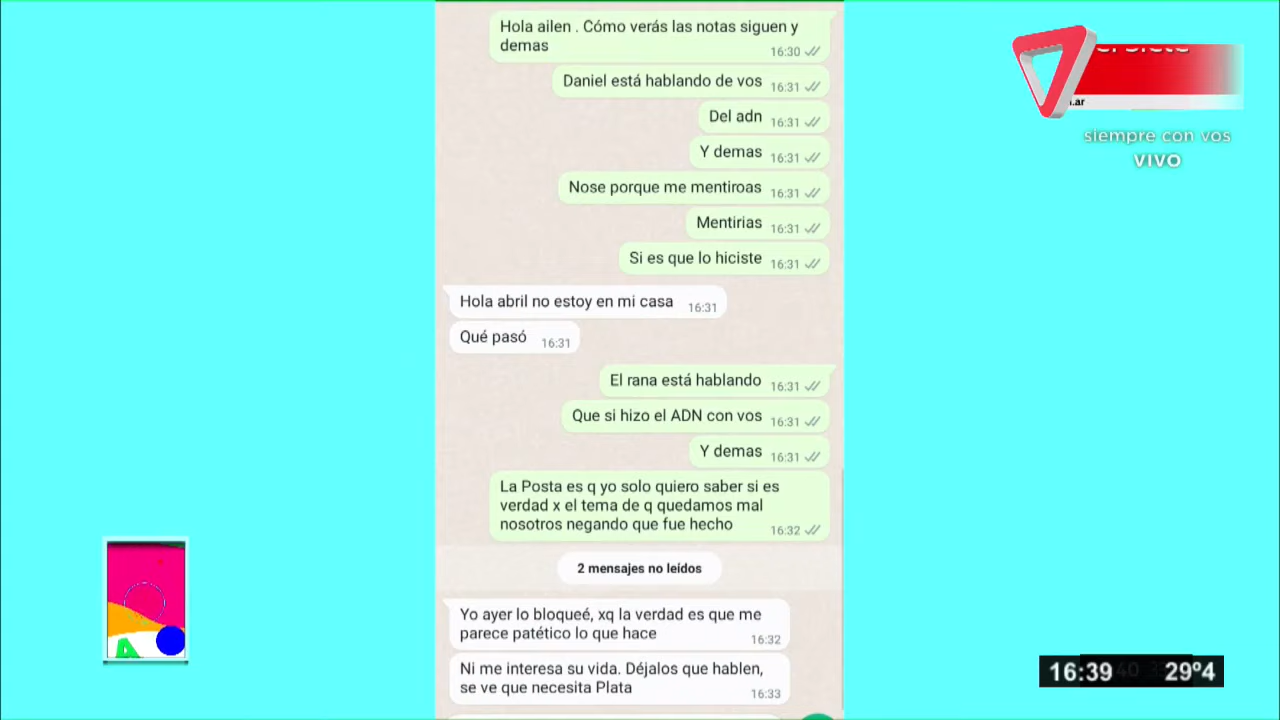 Hola ailen . Cómo verás las notas siguen y
demas
16:30
Daniel está hablando de vos
16:31
Del adn
16:31
Y demas
16:31
Nose porque me mentiroas
16:31
Mentirias
16:31
Si es que lo hiciste
16:31
Hola abril no estoy en mi casa
16:31
Qué pasó
16:31
El rana está hablando
16:31
Que si hizo el ADN con vos
16:31
Y demas
16:31
La Posta es q yo solo quiero saber si es
verdad x el tema de q quedamos mal
nosotros negando que fue hecho
16:32
2 mensajes no leídos
Yo ayer lo bloqueé, xq la verdad es que me
parece patético lo que hace
16:32
Ni me interesa su vida. Déjalos que hablen,
se ve que necesita Plata
16:33
siempre con vos
VIVO
16:39
29º4